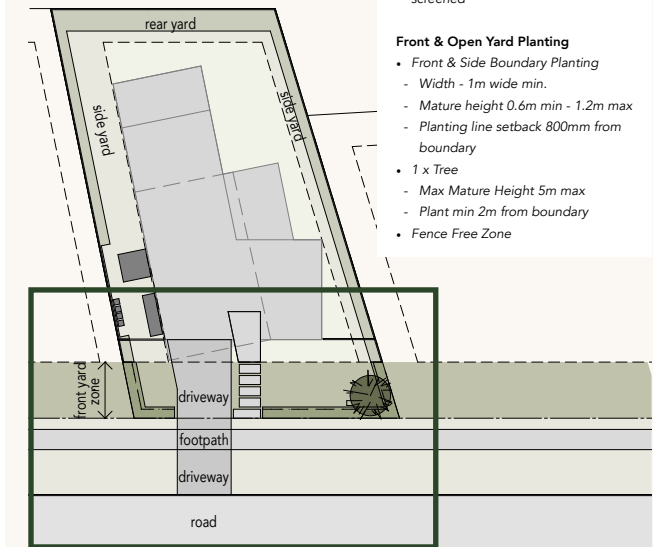 screened
Front & Open Yard Planting
• Front & Side Boundary Planting
- Width - 1m wide min.
- Mature height 0.6m min - 1.2m max
- Planting line setback 800mm from
boundary
• 1 x Tree
- Max Mature Height 5m max
- Plant min 2m from boundary
• Fence Free Zone
rear yard
side yard
side yard
front yard
zone
driveway
footpath
driveway
road